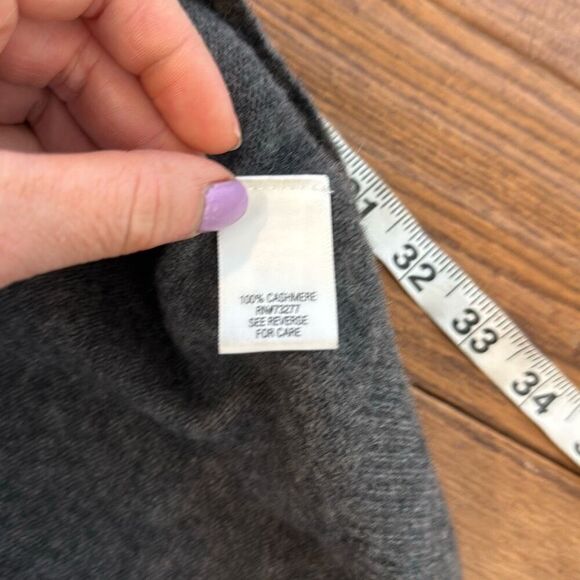 100% CASHMERE
RN#73277
SEE REVERSE
FOR CARE
31
32
33
34